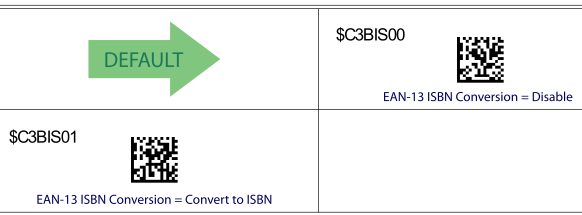 DEFAULT
$C3BIS00
EAN-13 ISBN Conversion = Disable
$C3BIS01
EAN-13 ISBN Conversion = Convert to ISBN